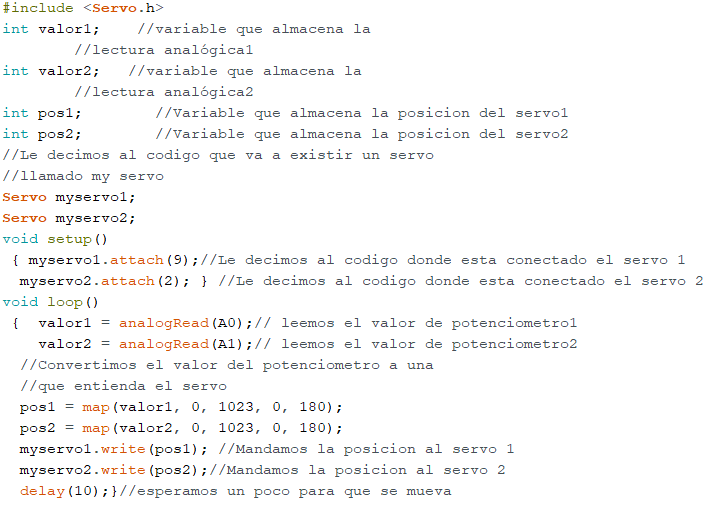 #include <Servo.h>
int valor1;    //variable que almacena la
        //lectura analógica1
int valor2;   //variable que almacena la
        //lectura analógica2
int pos1;        //Variable que almacena la posicion del servo1
int pos2;        //Variable que almacena la posicion del servo2
//Le decimos al codigo que va a existir un servo
//llamado my servo
Servo myservo1;
Servo myservo2;
void setup()
 { myservo1.attach(9);//Le decimos al codigo donde esta conectado el servo 1
  myservo2.attach(2); } //Le decimos al codigo donde esta conectado el servo 2
void loop()
 {  valor1 = analogRead(A0);// leemos el valor de potenciometro1
    valor2 = analogRead(A1);// leemos el valor de potenciometro2
  //Convertimos el valor del potenciometro a una
  //que entienda el servo
  pos1 = map(valor1, 0, 1023, 0, 180);
  pos2 = map(valor2, 0, 1023, 0, 180);
  myservo1.write(pos1); //Mandamos la posicion al servo 1
  myservo2.write(pos2);//Mandamos la posicion al servo 2
  delay(10);}//esperamos un poco para que se mueva